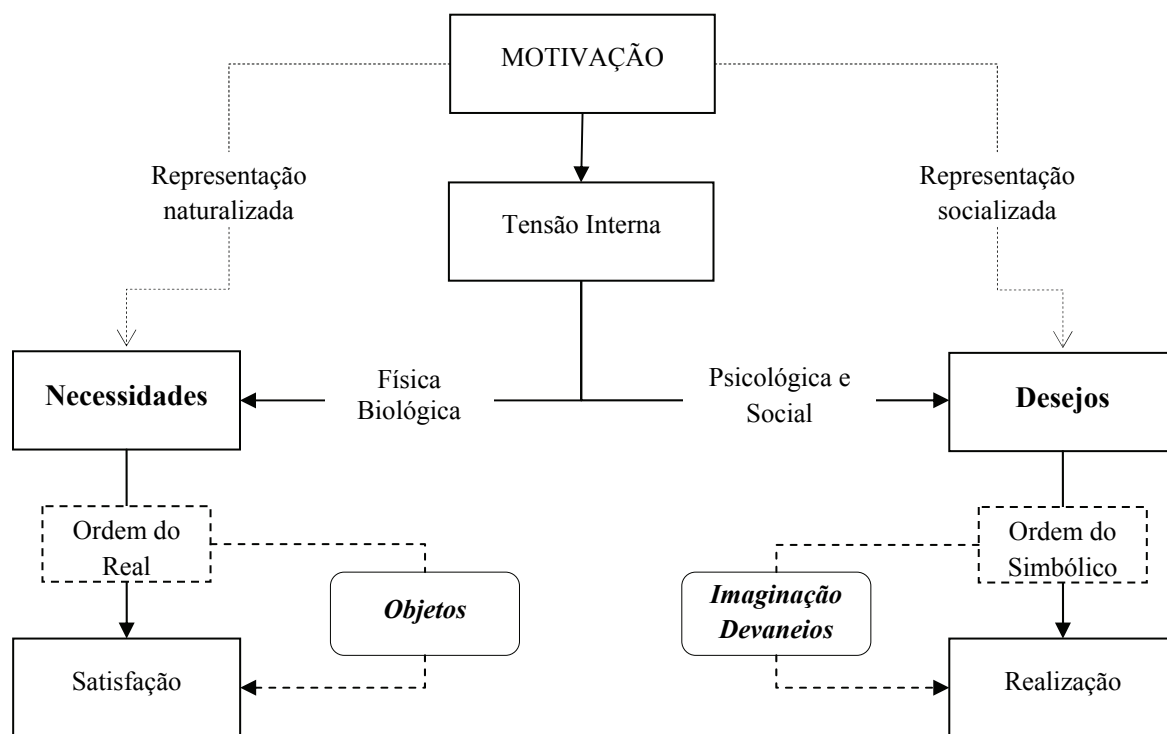 MOTIVAÇÃO
Representação
naturalizada
Representação
socializada
Tensão Interna
Necessidades
Física
Biológica
Psicológica e
Social
Desejos
Ordem do
Real
Ordem do
Simbólico
Objetos
Imaginação
Devaneios
Satisfação
Realização